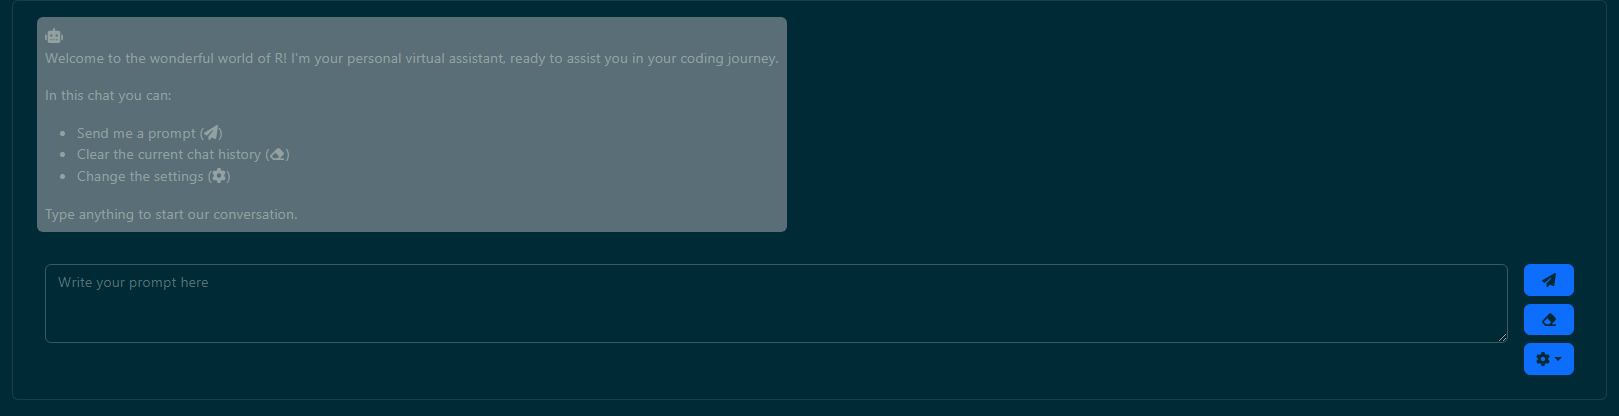 Welcome to the wonderful world of R! I'm your personal virtual assistant, ready to assist you in your coding journey.
In this chat you can:
Send me a prompt ()
Clear the current chat history ()
Change the settings ()
Type anything to start our conversation.
Write your prompt here